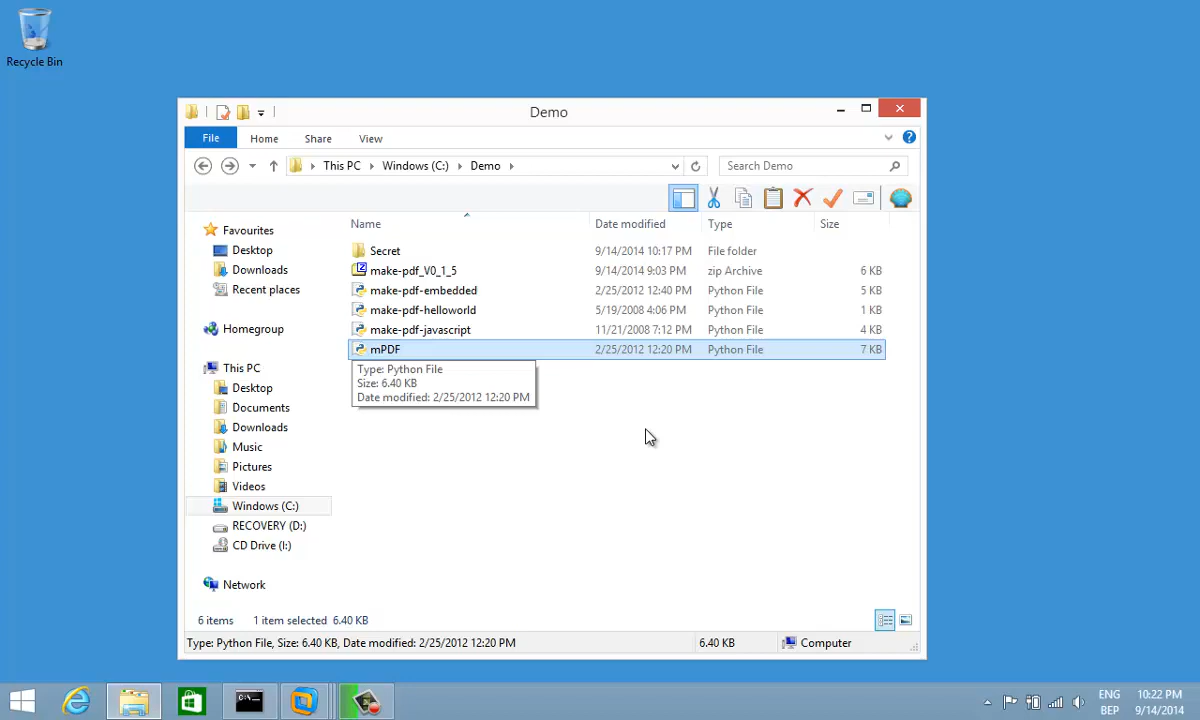 Recycle Bin
Demo
File Home Share View
This PC Windows (C:) Demo
Search Demo
Name Date modified Type Size
Favourites
Desktop
Downloads
Recent places
Homegroup
This PC
Desktop
Documents
Downloads
Music
Pictures
Videos
Windows (C:)
RECOVERY (D:)
CD Drive (I:)
Network
Secret 9/14/2014 10:17 PM File folder
make-pdf_V0_1_5 9/14/2014 9:03 PM zip Archive 6 KB
make-pdf-embedded 2/25/2012 12:40 PM Python File 5 KB
make-pdf-helloworld 5/19/2008 4:06 PM Python File 1 KB
make-pdf-javascript 11/21/2008 7:12 PM Python File 4 KB
mPDF 2/25/2012 12:20 PM Python File 7 KB
Type: Python File
Size: 6.40 KB
Date modified: 2/25/2012 12:20 PM
6 items 1 item selected 6.40 KB
Type: Python File, Size: 6.40 KB, Date modified: 2/25/2012 12:20 PM 6.40 KB Computer
C:\
ENG 10:22 PM
BEP 9/14/2014